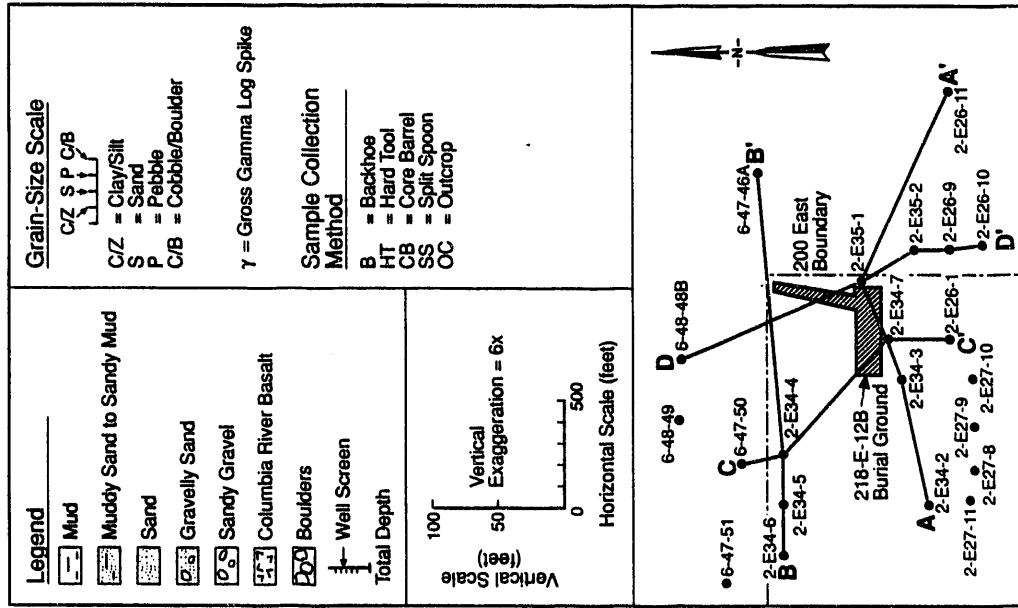 Legend
Mud
Muddy Sand to Sandy Mud
Sand
Gravelly Sand
Sandy Gravel
Columbia River Basalt
Boulders
Well Screen
Total Depth
Grain-Size Scale
C/Z S P C/B
C/Z = Clay/Silt
S = Sand
P = Pebble
C/B = Cobble/Boulder
γ = Gross Gamma Log Spike
Sample Collection
Method
B = Backhoe
HT = Hard Tool
CB = Core Barrel
SS = Split Spoon
OC = Outcrop
100
50
0
Vertical Scale
(feet)
Vertical
Exaggeration = 6x
0
500
Horizontal Scale (feet)
-N-
D
6-48-48B
6-48-49
6-47-50
C
6-47-51
2-E34-6
B
2-E34-5
2-E34-4
6-47-46A
B'
200 East
Boundary
2-E35-1
2-E34-7
218-E-12B
Burial Ground
2-E34-3
2-E34-2
A
2-E35-2
2-E26-9
2-E26-10
D'
2-E26-11
A'
2-E26-1
C'
2-E27-10
2-E27-9
2-E27-8
2-E27-11